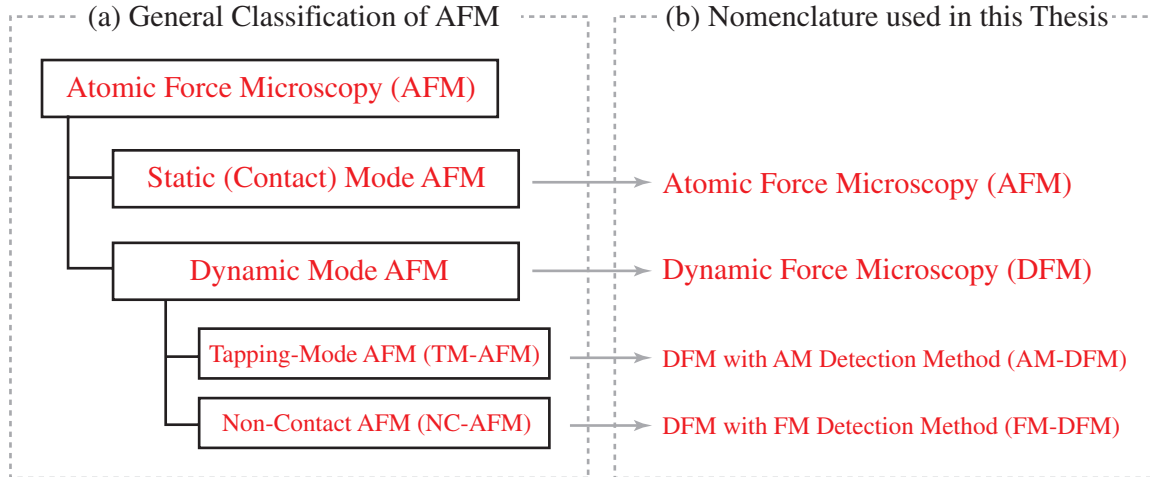 (a) General Classification of AFM
Atomic Force Microscopy (AFM)
Static (Contact) Mode AFM
Dynamic Mode AFM
Tapping-Mode AFM (TM-AFM)
Non-Contact AFM (NC-AFM)
(b) Nomenclature used in this Thesis
Atomic Force Microscopy (AFM)
Dynamic Force Microscopy (DFM)
DFM with AM Detection Method (AM-DFM)
DFM with FM Detection Method (FM-DFM)